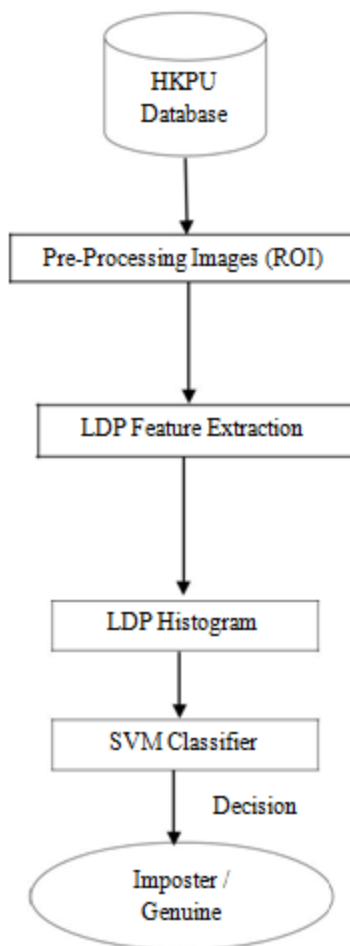 HKPU
Database
Pre-Processing Images (ROI)
LDP Feature Extraction
LDP Histogram
SVM Classifier
Decision
Imposter /
Genuine